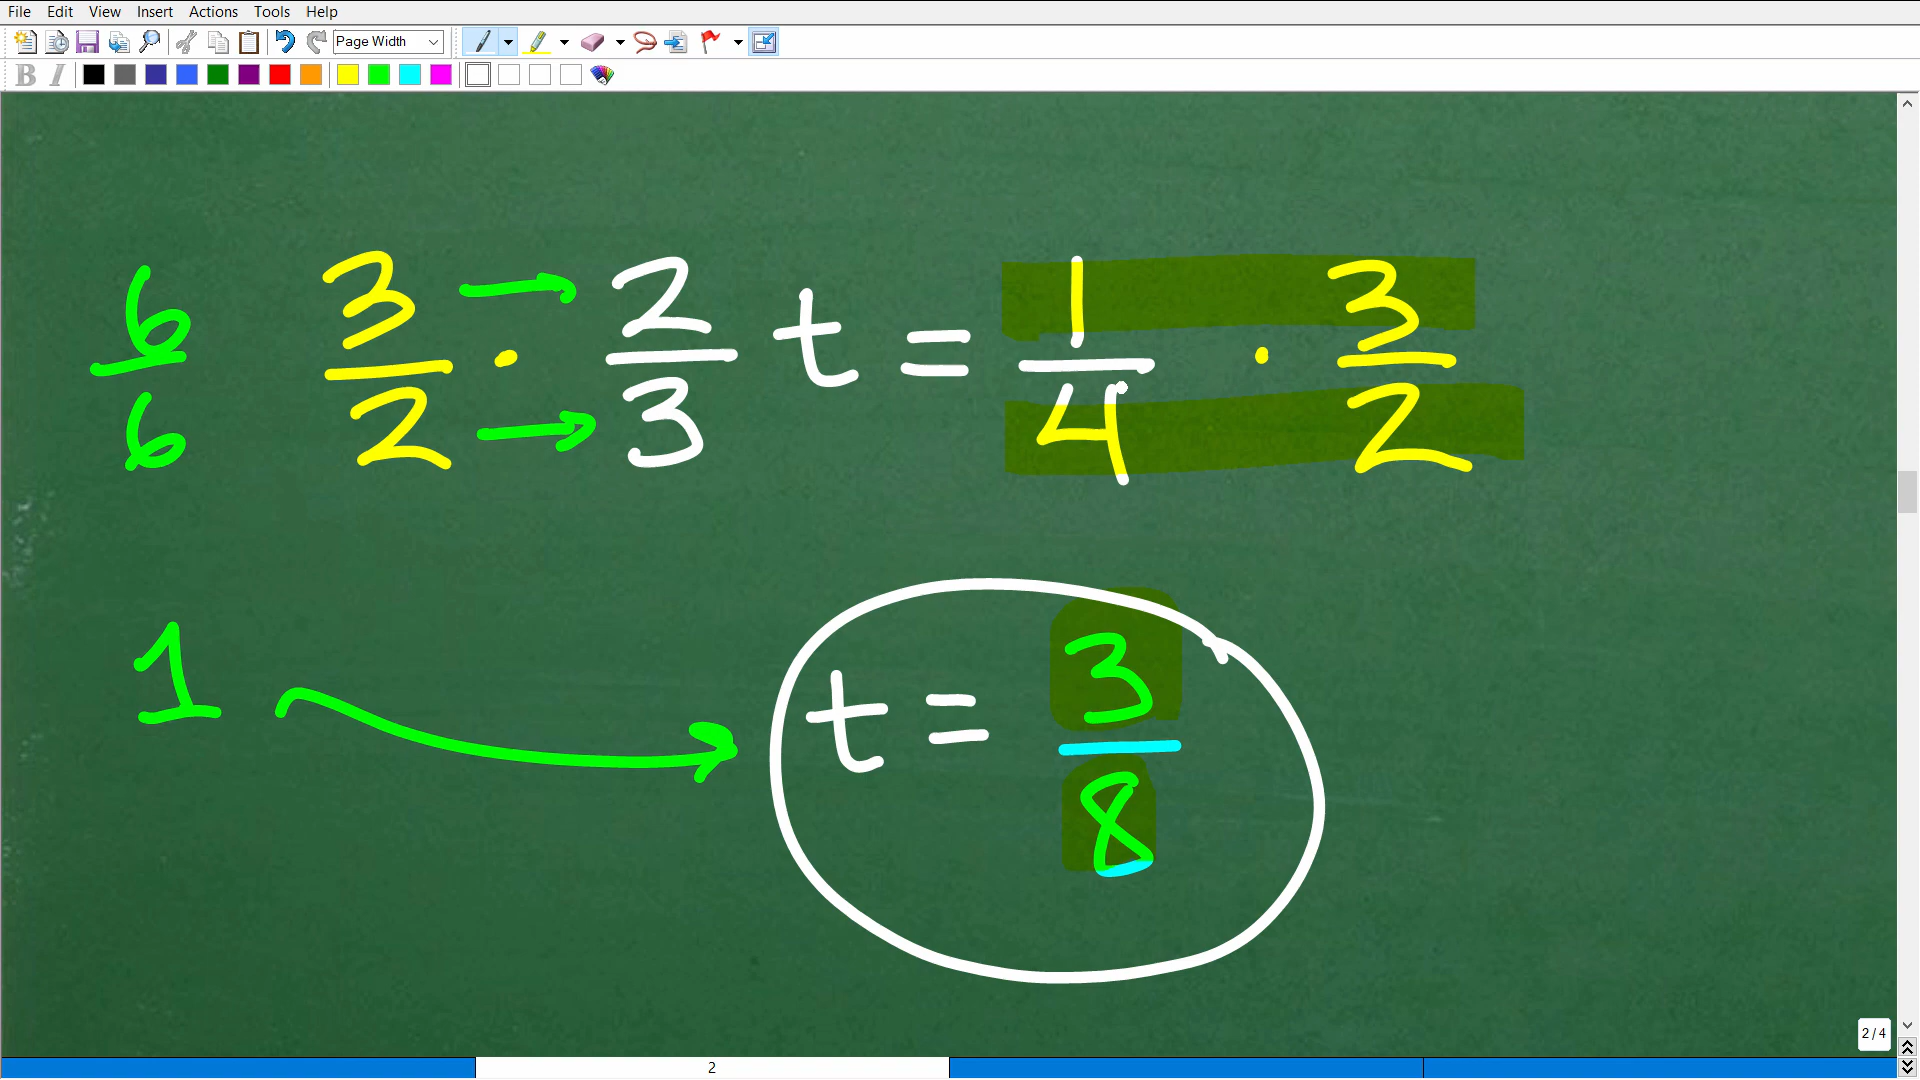 File Edit View Insert Actions Tools Help
Page Width
B I
6/6 3/2 · → → 2/3 t = 1/4 · 3/2
1 → t = 3/8
2 / 4
2